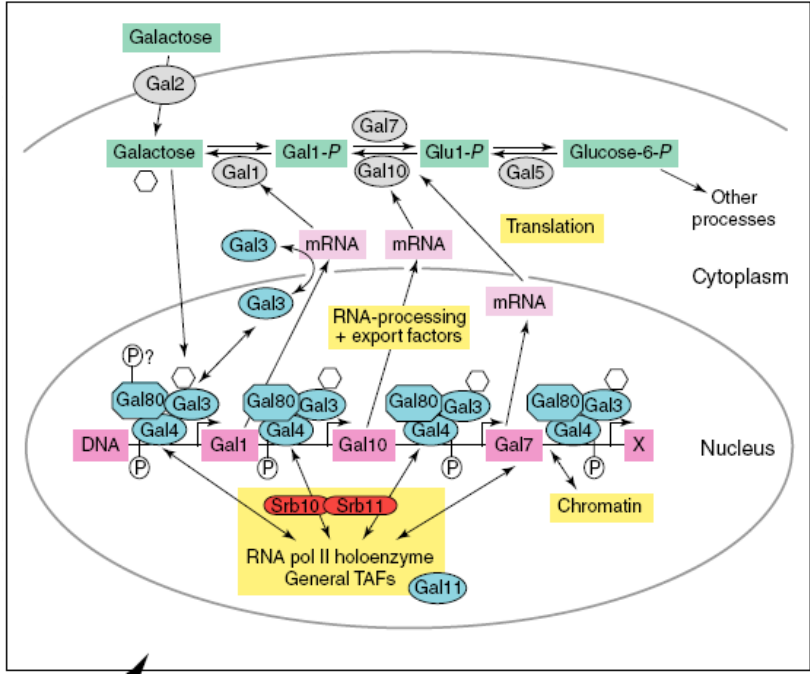 Galactose
Gal2
Galactose
Gal1
Gal1-P
Gal7
Gal10
Glu1-P
Gal5
Glucose-6-P
Other
processes
Translation
Gal3
mRNA
mRNA
Cytoplasm
Gal3
mRNA
RNA-processing
+ export factors
P ?
Gal80
Gal3
Gal4
Gal80
Gal3
Gal4
Gal80
Gal3
Gal4
Gal80
Gal3
Gal4
DNA
Gal1
Gal10
Gal7
X
Nucleus
P
P
P
P
Srb10
Srb11
Chromatin
RNA pol II holoenzyme
General TAFs
Gal11